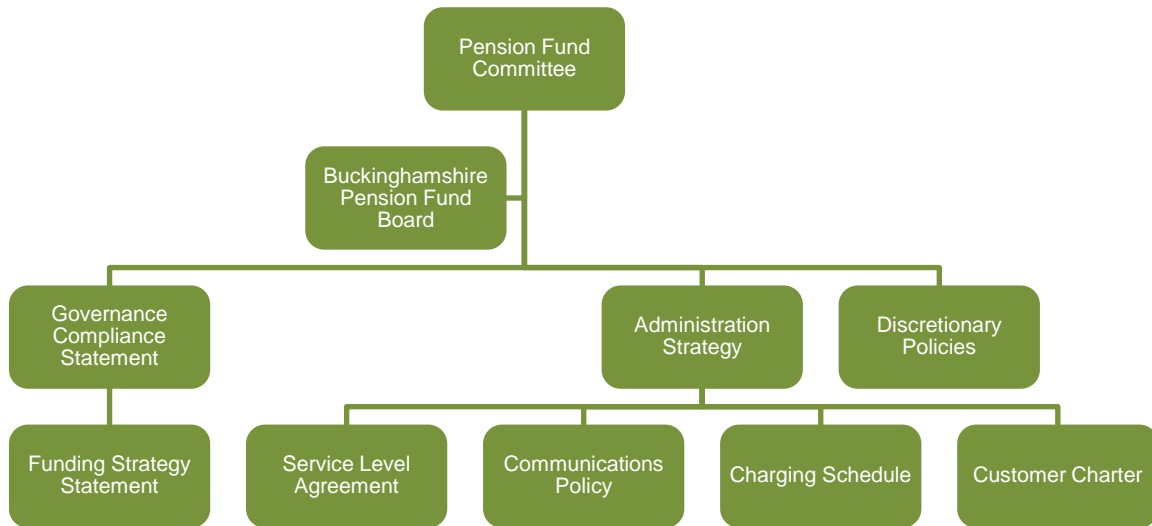 Pension Fund
Committee
Buckinghamshire
Pension Fund
Board
Governance
Compliance
Statement
Administration
Strategy
Discretionary
Policies
Funding Strategy
Statement
Service Level
Agreement
Communications
Policy
Charging Schedule
Customer Charter